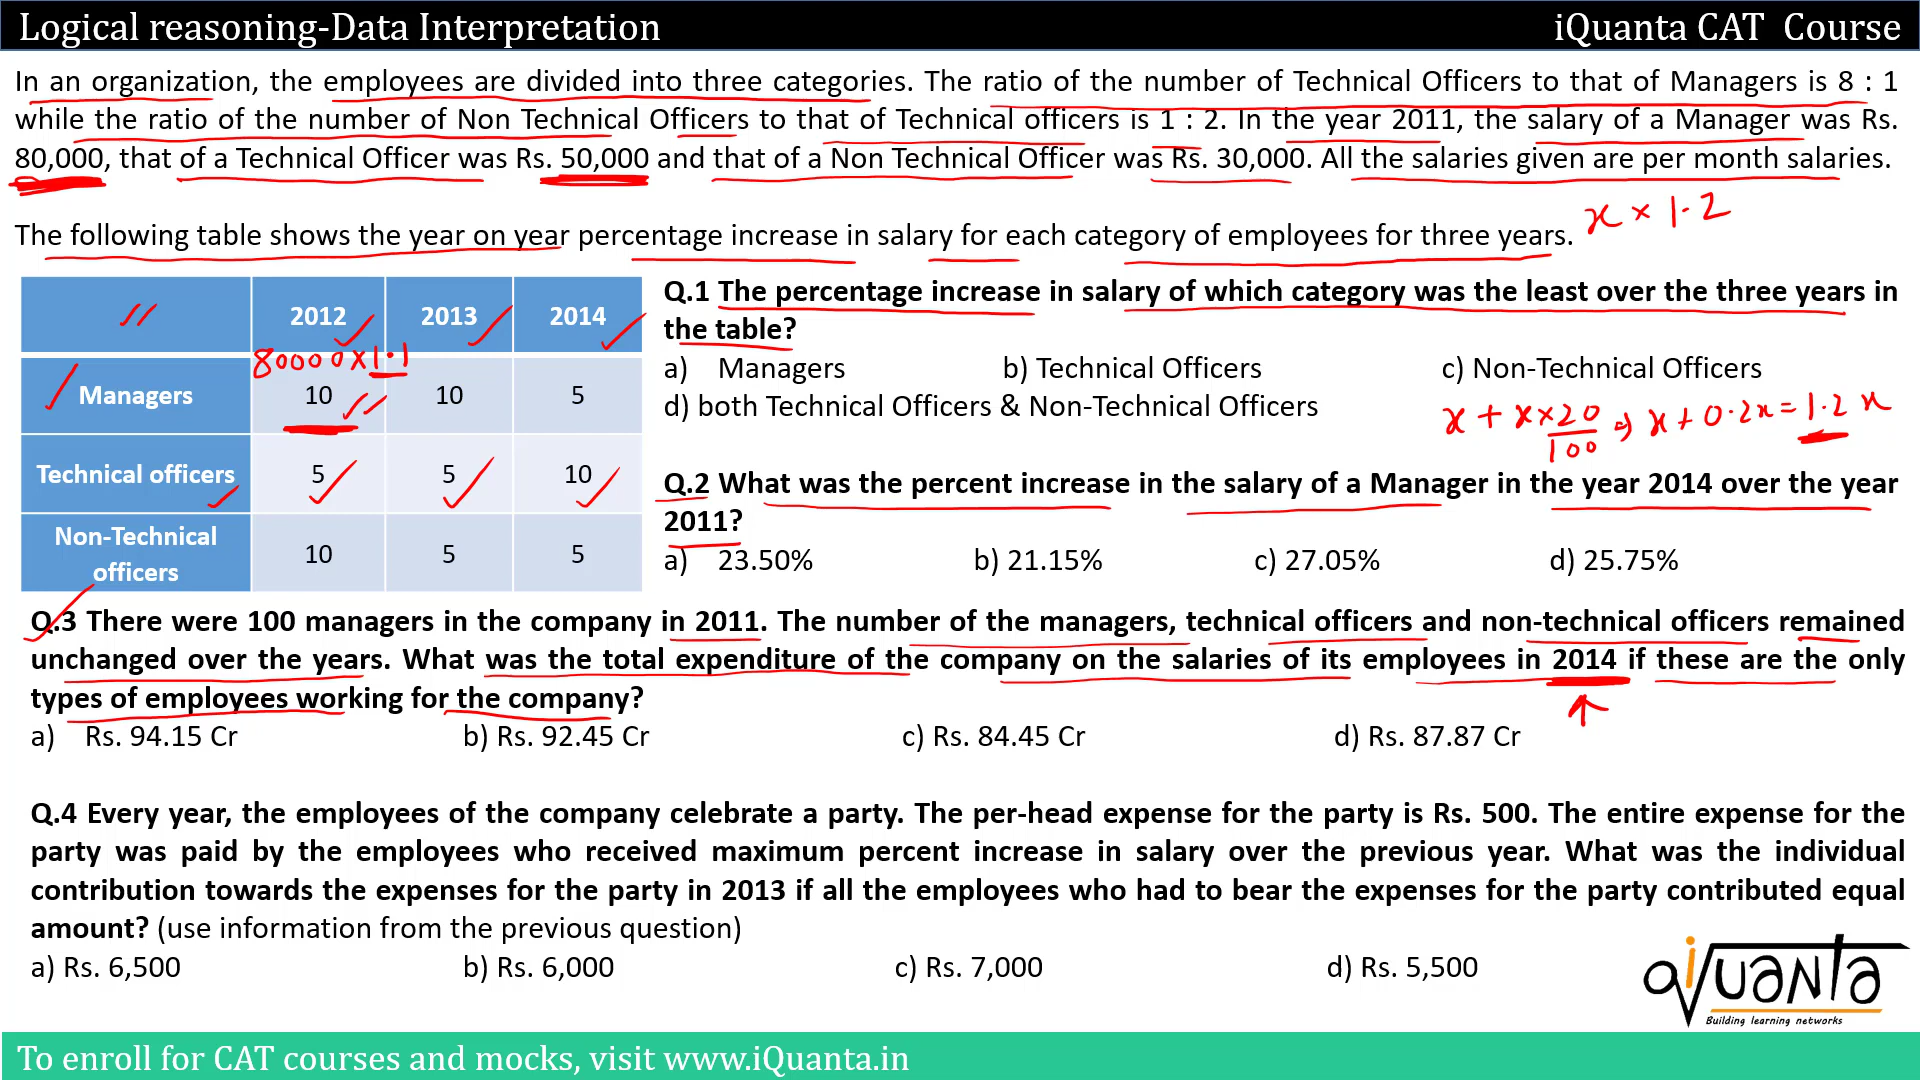 Logical reasoning-Data Interpretation
iQuanta CAT Course
In an organization, the employees are divided into three categories. The ratio of the number of Technical Officers to that of Managers is 8 : 1
while the ratio of the number of Non Technical Officers to that of Technical officers is 1 : 2. In the year 2011, the salary of a Manager was Rs.
80,000, that of a Technical Officer was Rs. 50,000 and that of a Non Technical Officer was Rs. 30,000. All the salaries given are per month salaries.
x × 1.2
The following table shows the year on year percentage increase in salary for each category of employees for three years.
2012 2013 2014
80000×1.1
Managers 10 10 5
Technical officers 5 5 10
Non-Technical
officers 10 5 5
Q.1 The percentage increase in salary of which category was the least over the three years in
the table?
a) Managers b) Technical Officers c) Non-Technical Officers
d) both Technical Officers & Non-Technical Officers
x + x×20/100 ⇒ x + 0.2x = 1.2 x
Q.2 What was the percent increase in the salary of a Manager in the year 2014 over the year
2011?
a) 23.50% b) 21.15% c) 27.05% d) 25.75%
Q.3 There were 100 managers in the company in 2011. The number of the managers, technical officers and non-technical officers remained
unchanged over the years. What was the total expenditure of the company on the salaries of its employees in 2014 if these are the only
types of employees working for the company?
a) Rs. 94.15 Cr b) Rs. 92.45 Cr c) Rs. 84.45 Cr d) Rs. 87.87 Cr
Q.4 Every year, the employees of the company celebrate a party. The per-head expense for the party is Rs. 500. The entire expense for the
party was paid by the employees who received maximum percent increase in salary over the previous year. What was the individual
contribution towards the expenses for the party in 2013 if all the employees who had to bear the expenses for the party contributed equal
amount? (use information from the previous question)
a) Rs. 6,500 b) Rs. 6,000 c) Rs. 7,000 d) Rs. 5,500
iQuanta
Building learning networks
To enroll for CAT courses and mocks, visit www.iQuanta.in